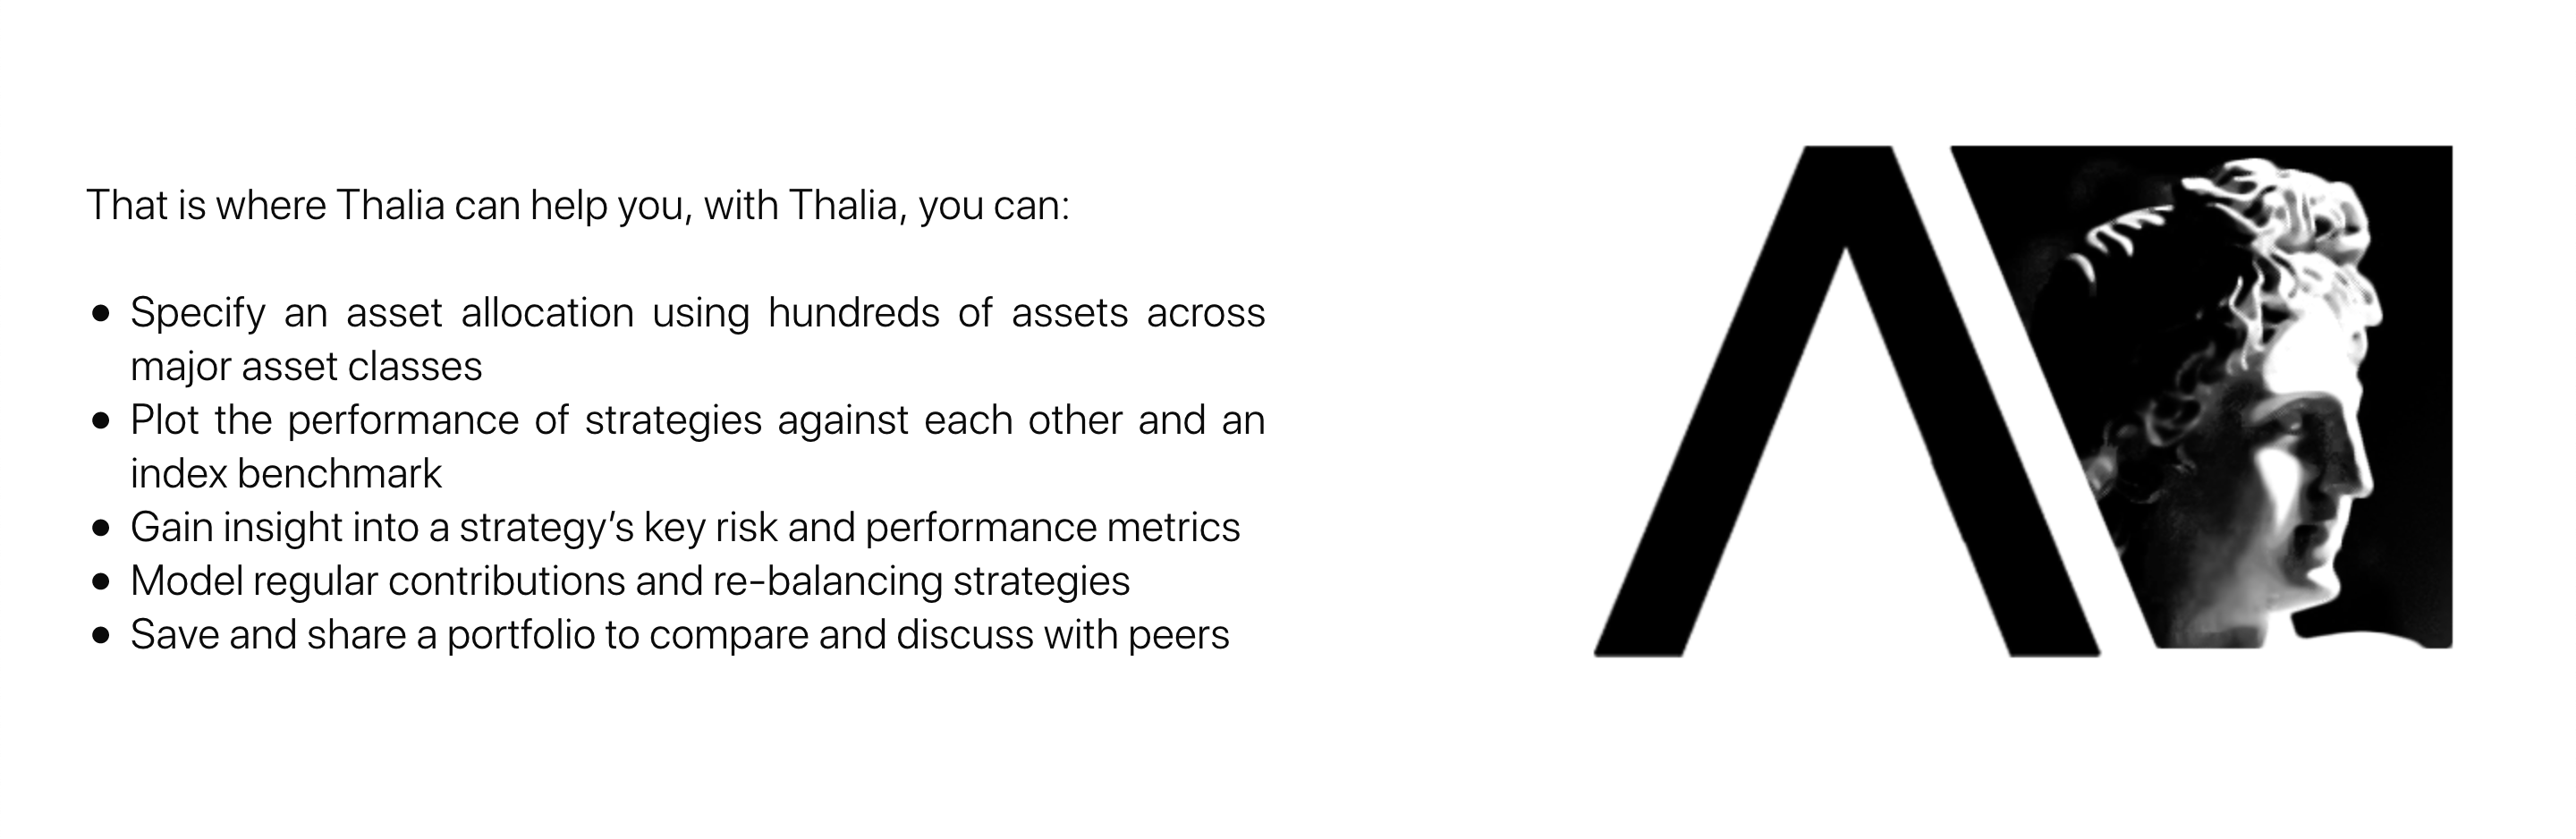 That is where Thalia can help you, with Thalia, you can:
● Specify an asset allocation using hundreds of assets across
major asset classes
● Plot the performance of strategies against each other and an
index benchmark
● Gain insight into a strategy’s key risk and performance metrics
● Model regular contributions and re-balancing strategies
● Save and share a portfolio to compare and discuss with peers